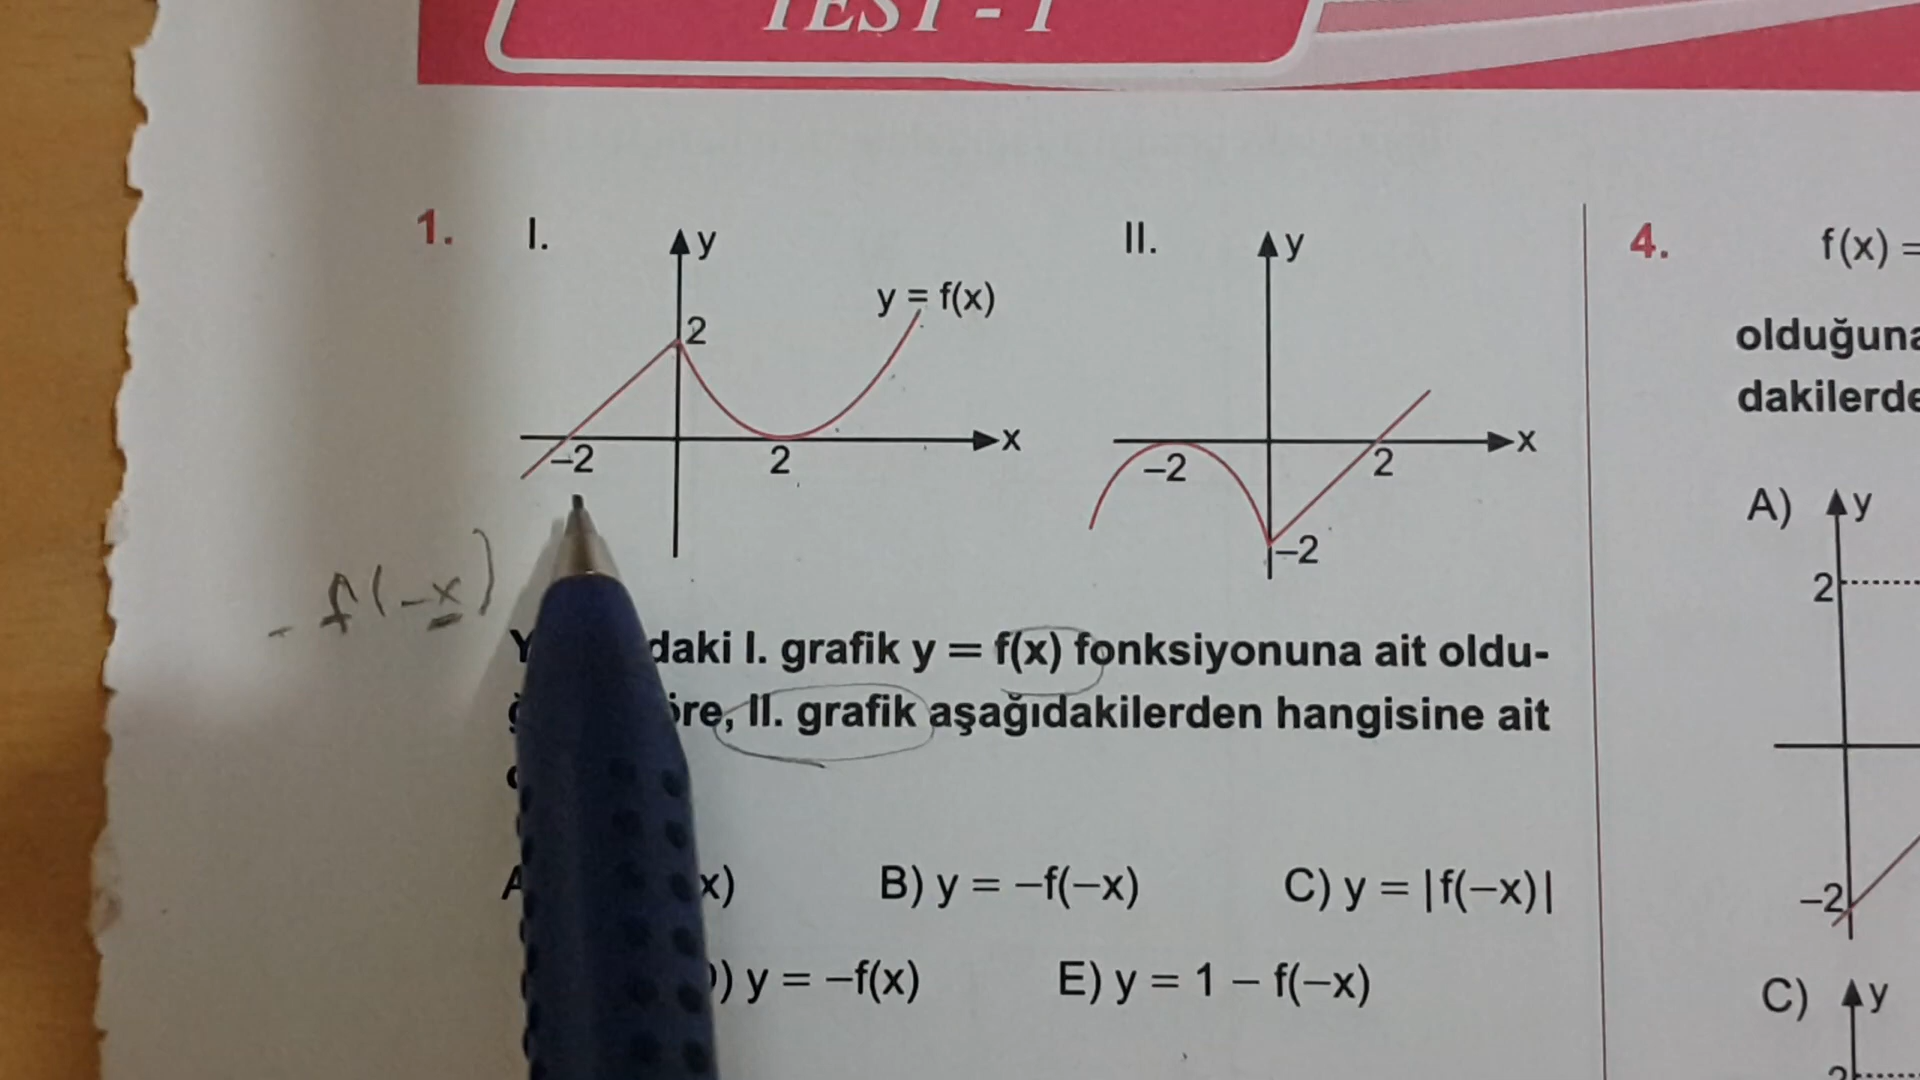 TEST - 1
1. I. y
y = f(x)
2
-2 2 x
II. y
x
-2 2
-2
- f(-x)
daki I. grafik y = f(x) fonksiyonuna ait oldu-
re, II. grafik aşağıdakilerden hangisine ait
x) B) y = -f(-x) C) y = |f(-x)|
) y = -f(x) E) y = 1 - f(-x)
4. f(x) =
olduğuna
dakilerde
A) y
2
-2
C) y
2